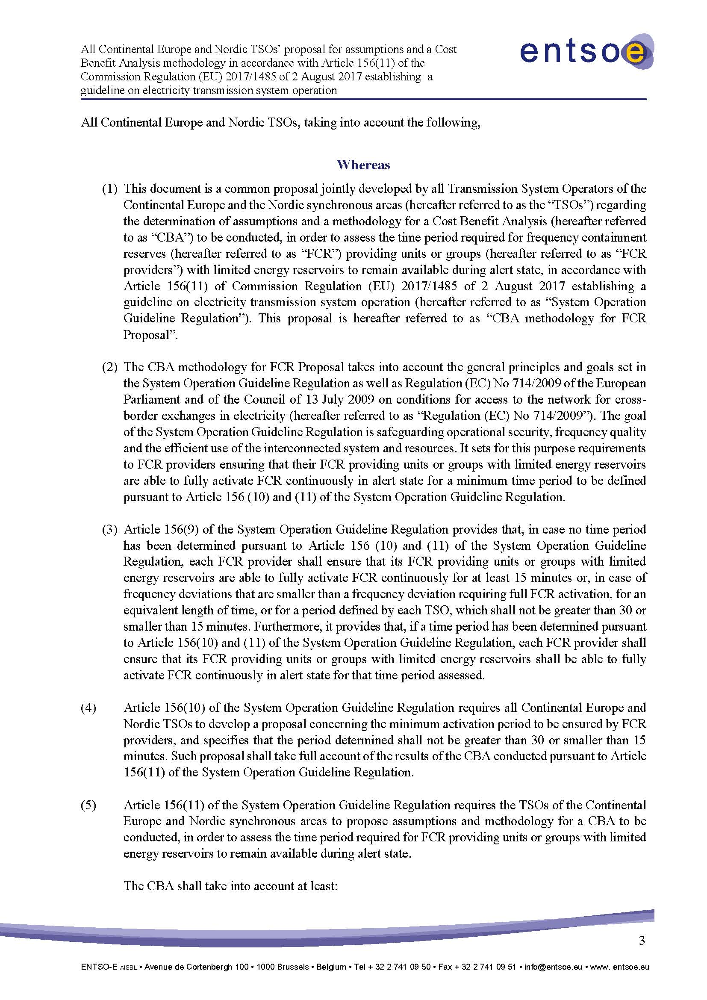 All Continental Europe and Nordic TSOs’ proposal for assumptions and a Cost
Benefit Analysis methodology in accordance with Article 156(11) of the
Commission Regulation (EU) 2017/1485 of 2 August 2017 establishing a
guideline on electricity transmission system operation
entsoe
All Continental Europe and Nordic TSOs, taking into account the following,
Whereas
(1) This document is a common proposal jointly developed by all Transmission System Operators of the
Continental Europe and the Nordic synchronous areas (hereafter referred to as the “TSOs”) regarding
the determination of assumptions and a methodology for a Cost Benefit Analysis (hereafter referred
to as “CBA”) to be conducted, in order to assess the time period required for frequency containment
reserves (hereafter referred to as “FCR”) providing units or groups (hereafter referred to as “FCR
providers”) with limited energy reservoirs to remain available during alert state, in accordance with
Article 156(11) of Commission Regulation (EU) 2017/1485 of 2 August 2017 establishing a
guideline on electricity transmission system operation (hereafter referred to as “System Operation
Guideline Regulation”). This proposal is hereafter referred to as “CBA methodology for FCR
Proposal”.
(2) The CBA methodology for FCR Proposal takes into account the general principles and goals set in
the System Operation Guideline Regulation as well as Regulation (EC) No 714/2009 of the European
Parliament and of the Council of 13 July 2009 on conditions for access to the network for cross-
border exchanges in electricity (hereafter referred to as “Regulation (EC) No 714/2009”). The goal
of the System Operation Guideline Regulation is safeguarding operational security, frequency quality
and the efficient use of the interconnected system and resources. It sets for this purpose requirements
to FCR providers ensuring that their FCR providing units or groups with limited energy reservoirs
are able to fully activate FCR continuously in alert state for a minimum time period to be defined
pursuant to Article 156 (10) and (11) of the System Operation Guideline Regulation.
(3) Article 156(9) of the System Operation Guideline Regulation provides that, in case no time period
has been determined pursuant to Article 156 (10) and (11) of the System Operation Guideline
Regulation, each FCR provider shall ensure that its FCR providing units or groups with limited
energy reservoirs are able to fully activate FCR continuously for at least 15 minutes or, in case of
frequency deviations that are smaller than a frequency deviation requiring full FCR activation, for an
equivalent length of time, or for a period defined by each TSO, which shall not be greater than 30 or
smaller than 15 minutes. Furthermore, it provides that, if a time period has been determined pursuant
to Article 156(10) and (11) of the System Operation Guideline Regulation, each FCR provider shall
ensure that its FCR providing units or groups with limited energy reservoirs shall be able to fully
activate FCR continuously in alert state for that time period assessed.
(4) Article 156(10) of the System Operation Guideline Regulation requires all Continental Europe and
Nordic TSOs to develop a proposal concerning the minimum activation period to be ensured by FCR
providers, and specifies that the period determined shall not be greater than 30 or smaller than 15
minutes. Such proposal shall take full account of the results of the CBA conducted pursuant to Article
156(11) of the System Operation Guideline Regulation.
(5) Article 156(11) of the System Operation Guideline Regulation requires the TSOs of the Continental
Europe and Nordic synchronous areas to propose assumptions and methodology for a CBA to be
conducted, in order to assess the time period required for FCR providing units or groups with limited
energy reservoirs to remain available during alert state.
The CBA shall take into account at least:
3
ENTSO-E AISBL • Avenue de Cortenbergh 100 • 1000 Brussels • Belgium • Tel + 32 2 741 09 50 • Fax + 32 2 741 09 51 • info@entsoe.eu • www. entsoe.eu